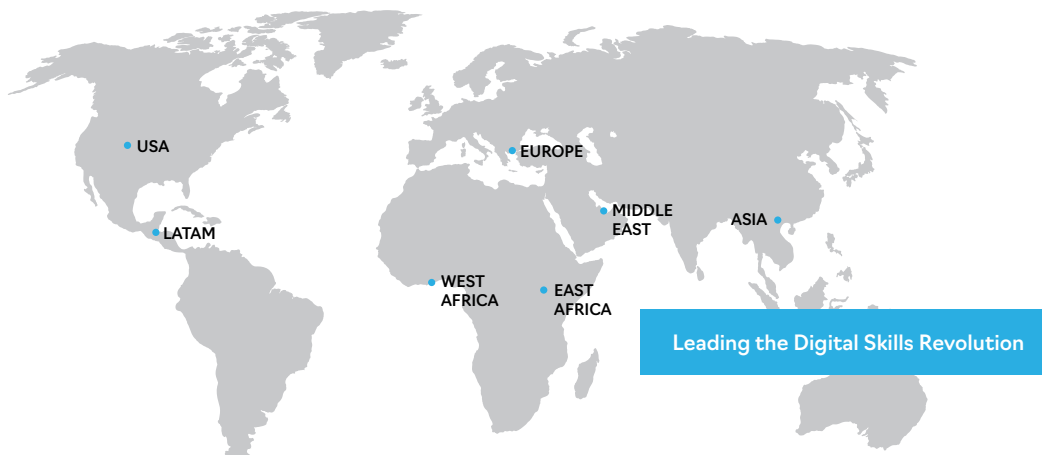 USA
EUROPE
MIDDLE
EAST
ASIA
LATAM
WEST
AFRICA
EAST
AFRICA
Leading the Digital Skills Revolution